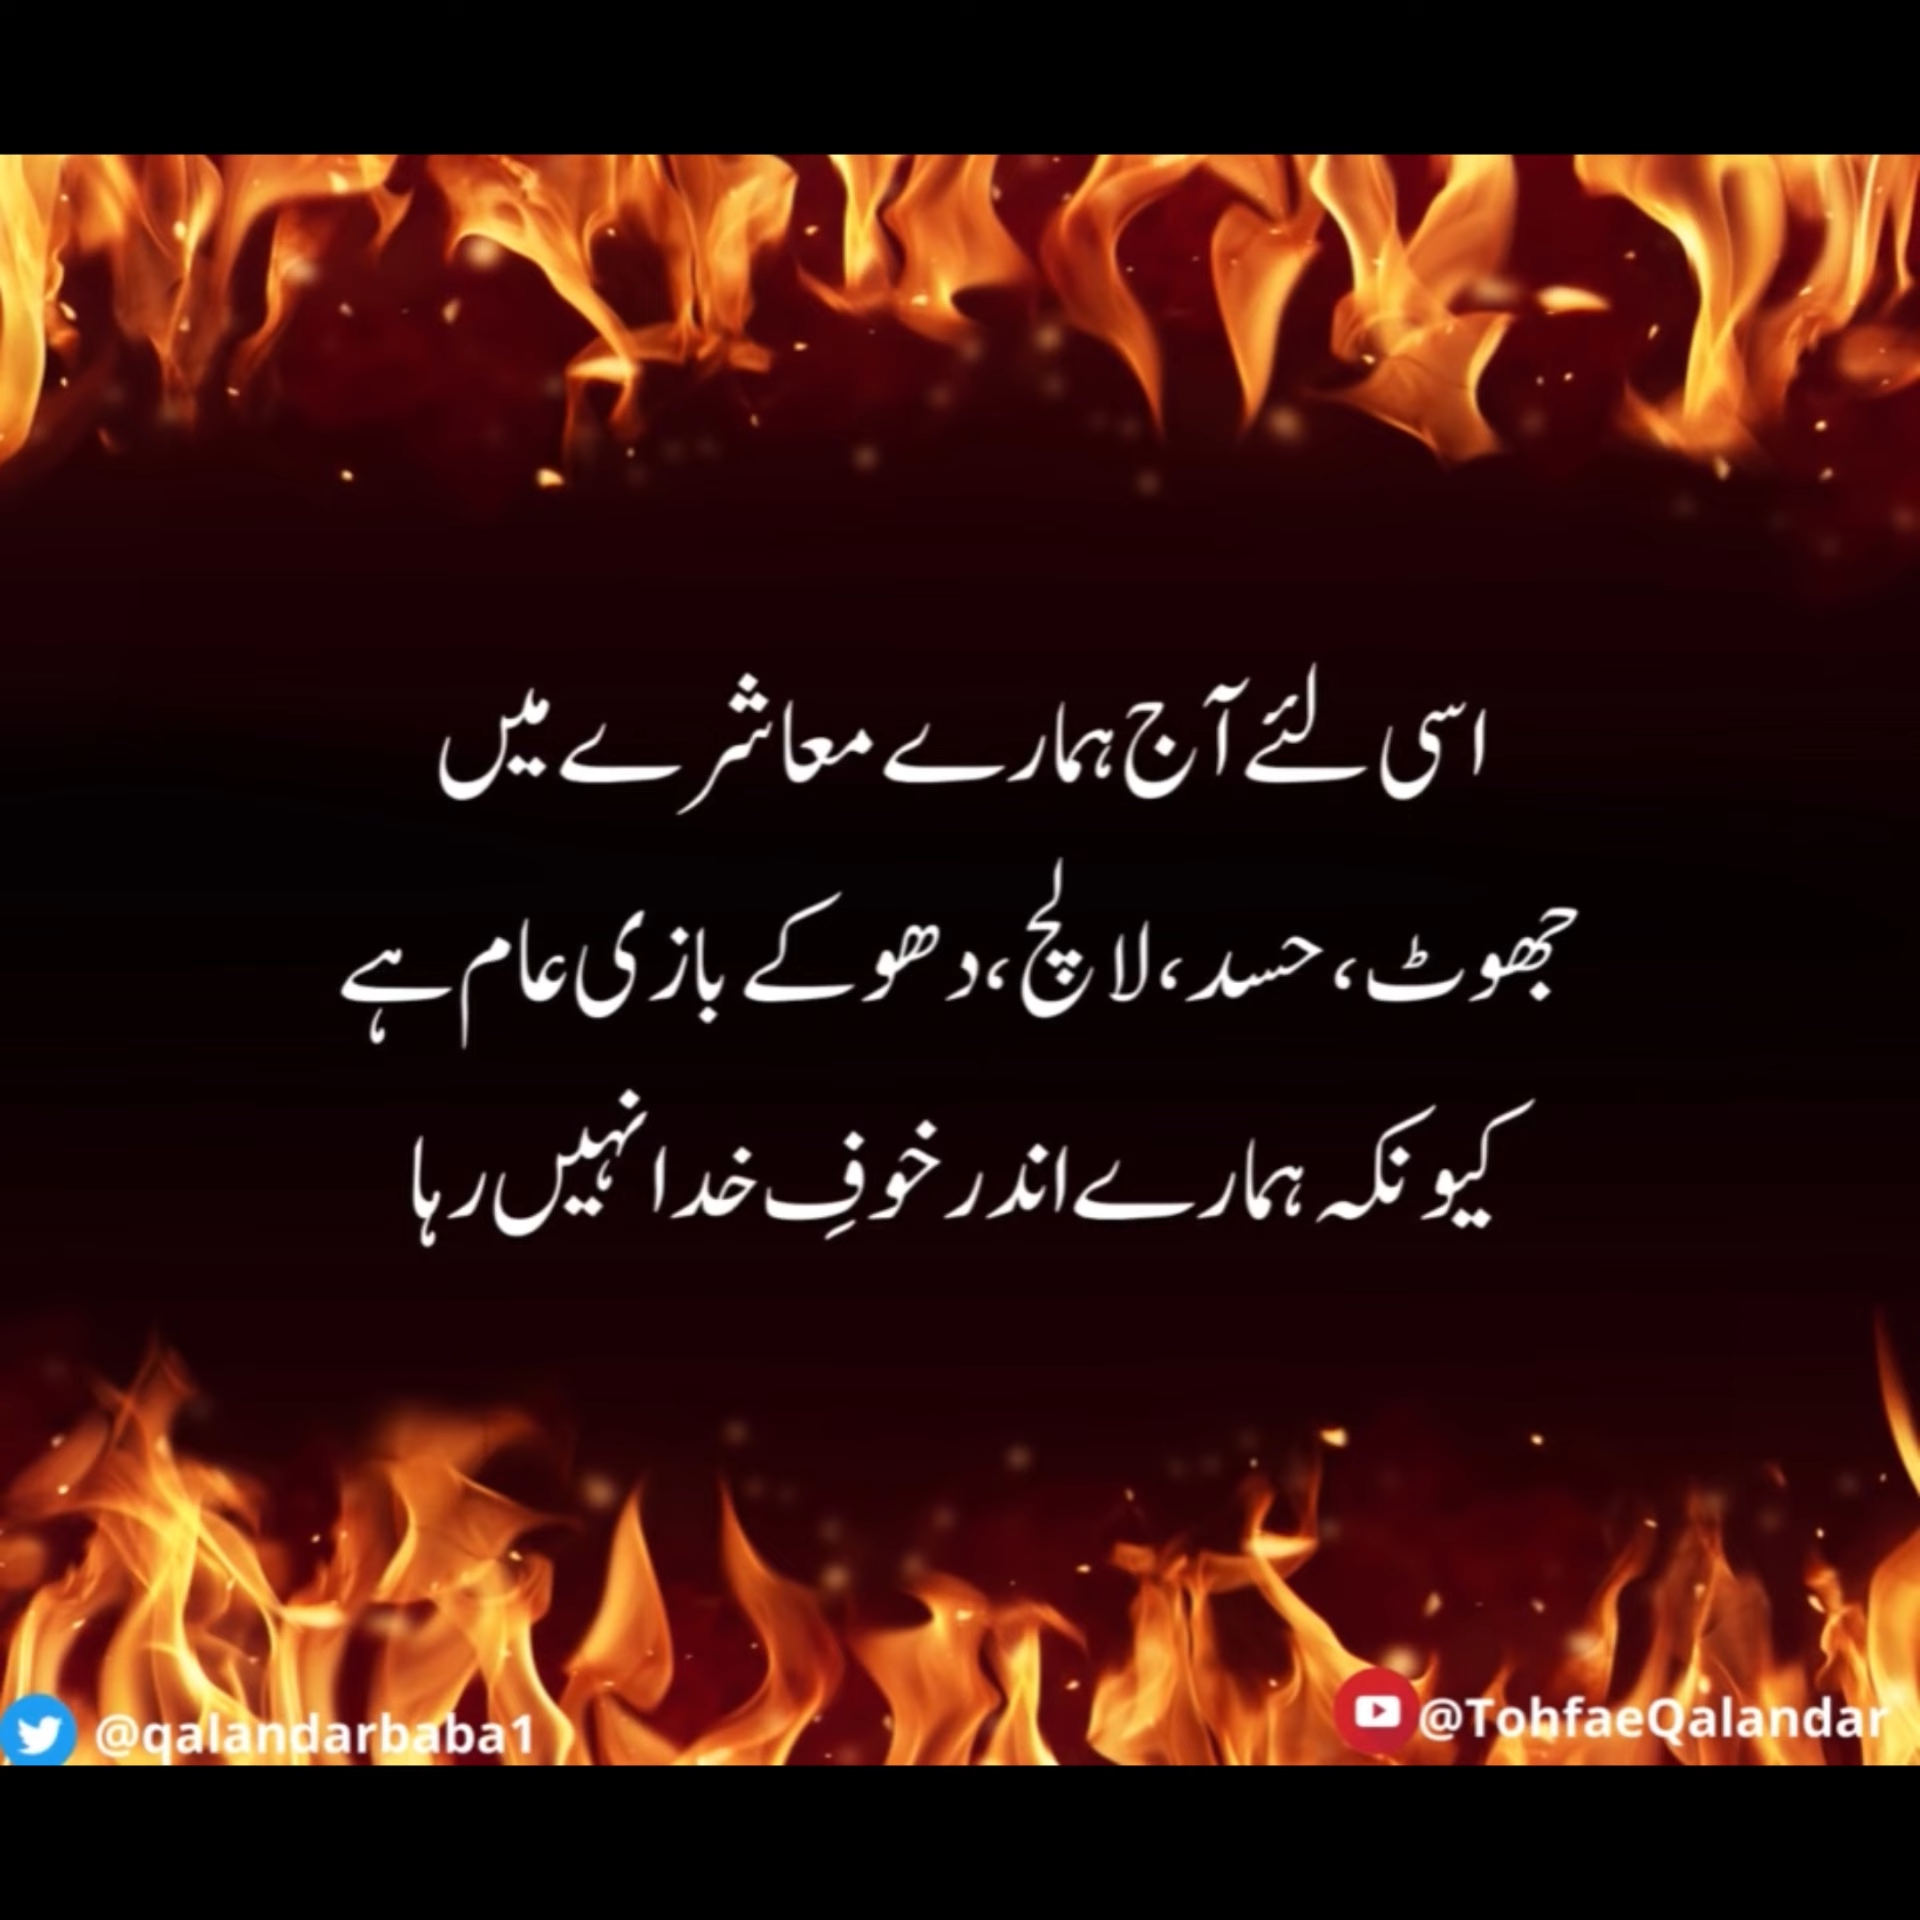 اسی لئے آج ہمارے معاشرے میں
جھوٹ، حسد، لالچ، دھوکے بازی عام ہے
کیونکہ ہمارے اندر خوفِ خدا نہیں رہا
@qalandarbaba1
@TohfaeQalandar